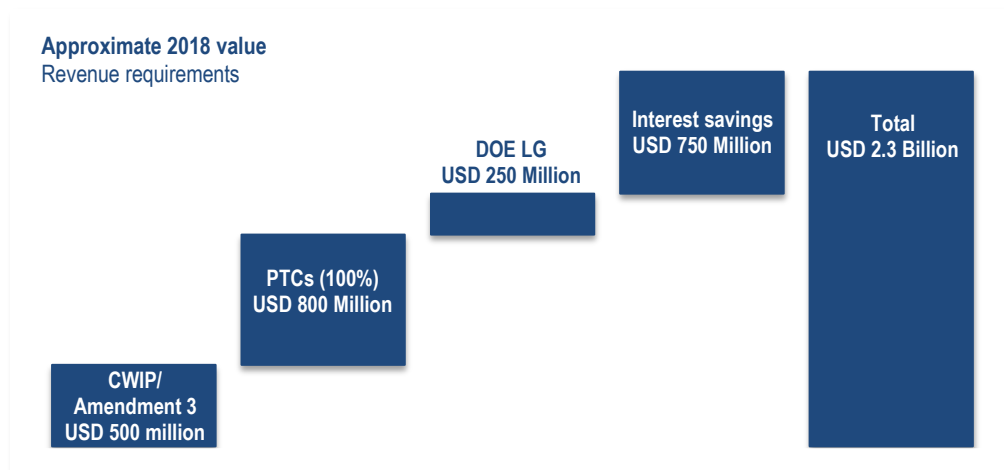 Approximate 2018 value
Revenue requirements
CWIP/
Amendment 3
USD 500 million
PTCs (100%)
USD 800 Million
DOE LG
USD 250 Million
Interest savings
USD 750 Million
Total
USD 2.3 Billion